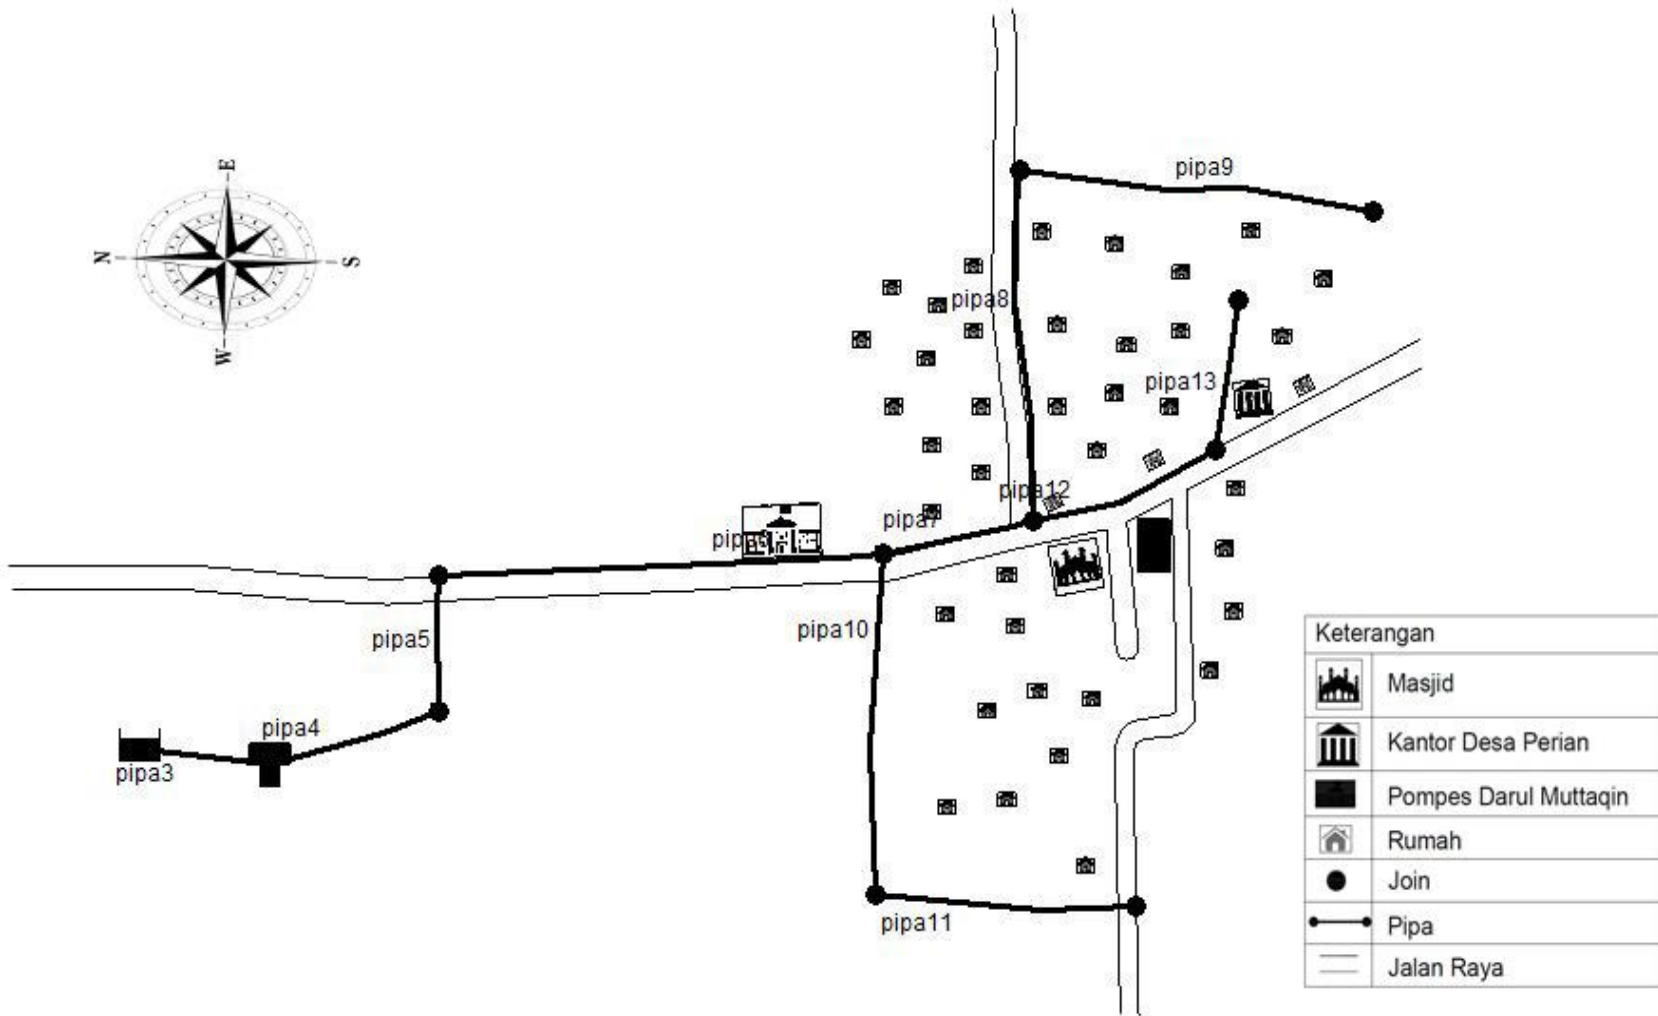 E
N
S
W
pipa9
pipa8
pipa13
pipa12
pipa7
pipa5
pipa10
pipa4
pipa3
pipa11
Keterangan
Masjid
Kantor Desa Perian
Pompes Darul Muttaqin
Rumah
Join
Pipa
Jalan Raya